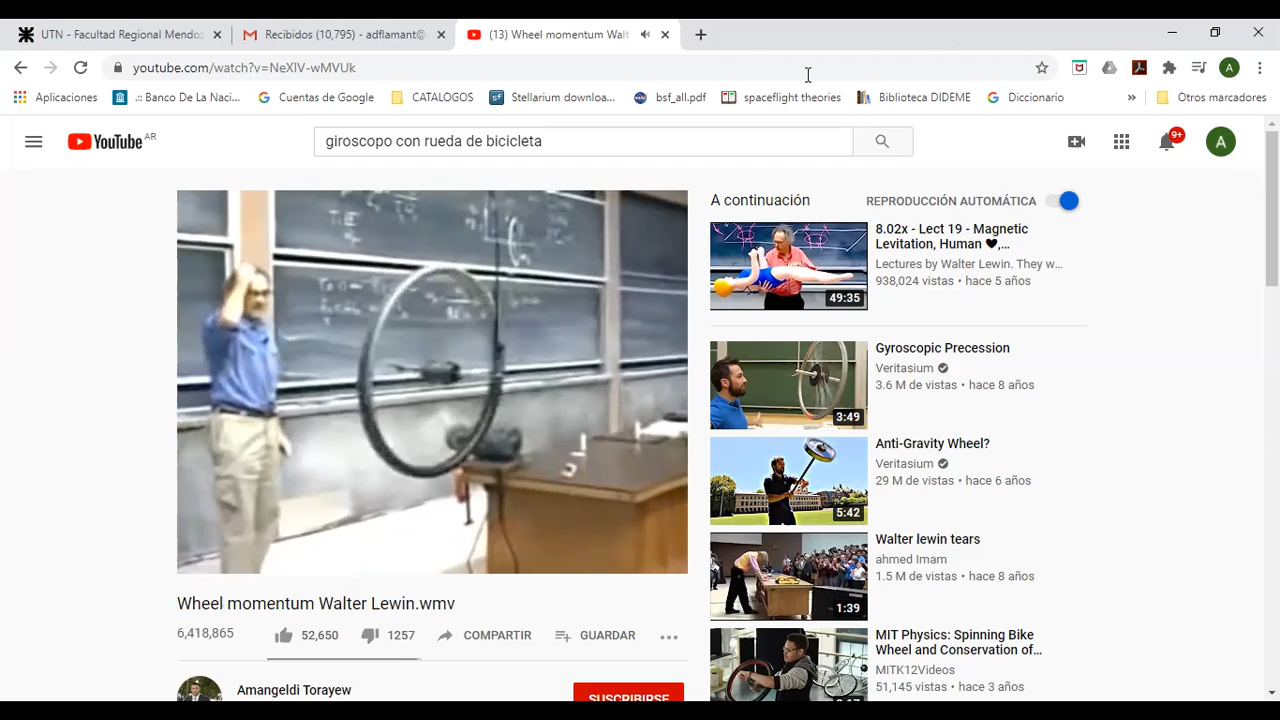 UTN - Facultad Regional Mendoz
Recibidos (10,795) - adflamant@
(13) Wheel momentum Walt
youtube.com/watch?v=NeXIV-wMVUk
Aplicaciones
.: Banco De La Naci...
Cuentas de Google
CATALOGOS
Stellarium downloa...
bsf_all.pdf
spaceflight theories
Biblioteca DIDEME
Diccionario
»
Otros marcadores
YouTube AR
giroscopo con rueda de bicicleta
9+
A
A continuación
REPRODUCCIÓN AUTOMÁTICA
8.02x - Lect 19 - Magnetic
Levitation, Human ♥,...
Lectures by Walter Lewin. They w...
938,024 vistas • hace 5 años
49:35
Gyroscopic Precession
Veritasium
3.6 M de vistas • hace 8 años
3:49
Anti-Gravity Wheel?
Veritasium
29 M de vistas • hace 6 años
5:42
Walter lewin tears
ahmed Imam
1.5 M de vistas • hace 8 años
1:39
MIT Physics: Spinning Bike
Wheel and Conservation of...
MITK12Videos
51,145 vistas • hace 3 años
Wheel momentum Walter Lewin.wmv
6,418,865
52,650
1257
COMPARTIR
GUARDAR
Amangeldi Torayew
SUSCRIBIRSE